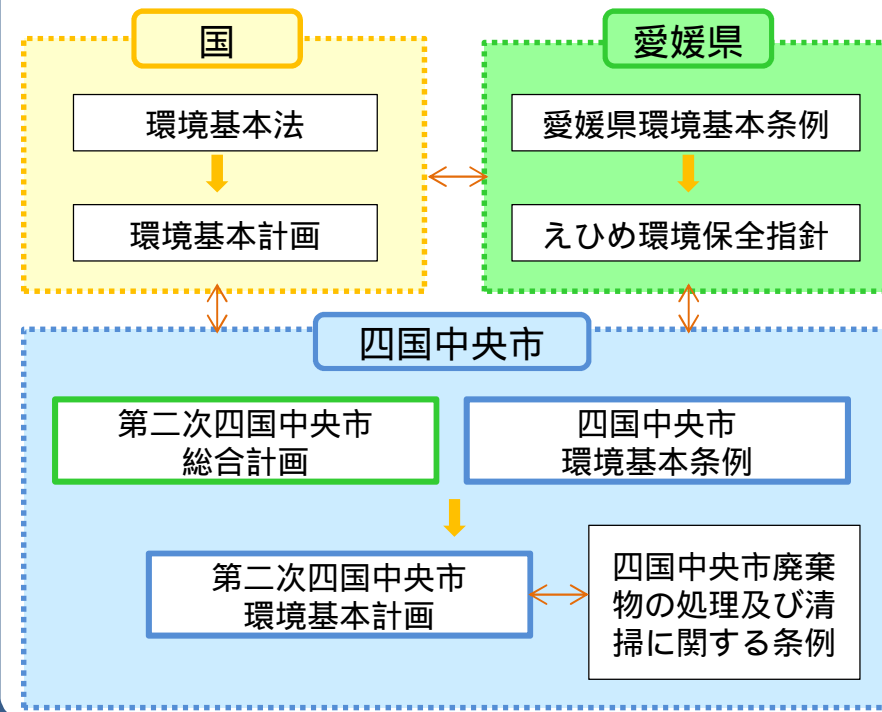 国
環境基本法
環境基本計画
愛媛県
愛媛県環境基本条例
えひめ環境保全指針
四国中央市
第二次四国中央市
総合計画
四国中央市
環境基本条例
第二次四国中央市
環境基本計画
四国中央市廃棄
物の処理及び清
掃に関する条例